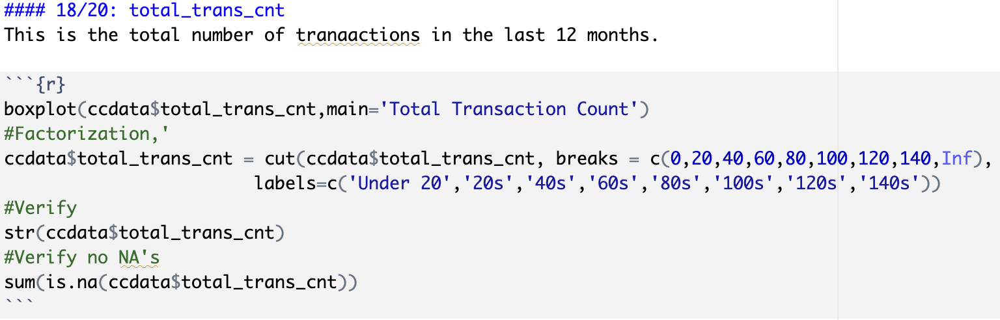 #### 18/20: total_trans_cnt
This is the total number of tranaactions in the last 12 months.
```{r}
boxplot(ccdata$total_trans_cnt,main='Total Transaction Count')
#Factorization,'
ccdata$total_trans_cnt = cut(ccdata$total_trans_cnt, breaks = c(0,20,40,60,80,100,120,140,Inf),
labels=c('Under 20','20s','40s','60s','80s','100s','120s','140s'))
#Verify
str(ccdata$total_trans_cnt)
#Verify no NA's
sum(is.na(ccdata$total_trans_cnt))
```